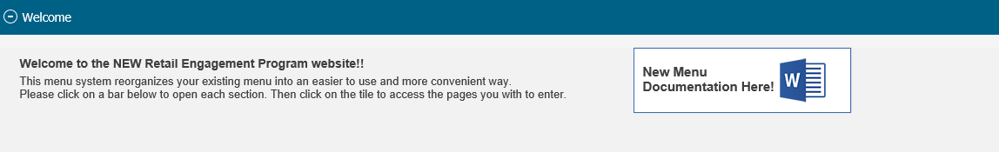 Welcome
Welcome to the NEW Retail Engagement Program website!!
This menu system reorganizes your existing menu into an easier to use and more convenient way.
Please click on a bar below to open each section. Then click on the tile to access the pages you with to enter.
New Menu
Documentation Here!
W